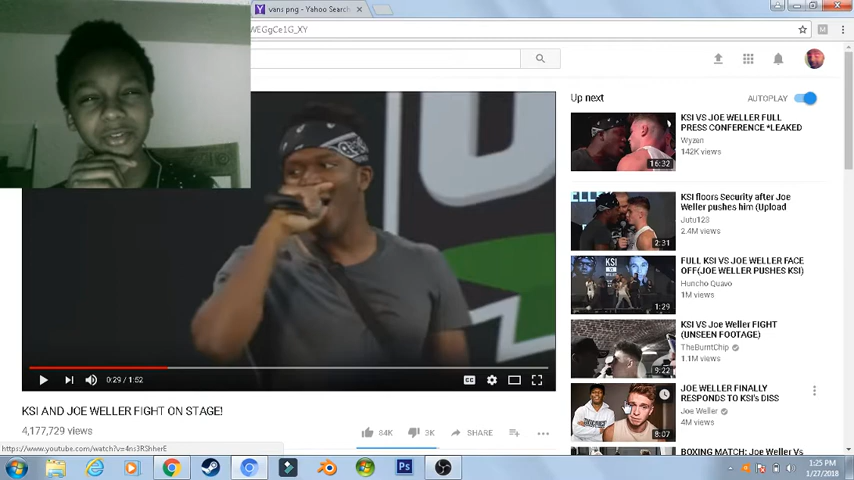 vans png - Yahoo Search
WEGgCe1G_XY
Up next
AUTOPLAY
KSI VS JOE WELLER FULL
PRESS CONFERENCE *LEAKED
Wyzen
142K views
16:32
KSI floors Security after Joe
Weller pushes him (Upload
Jutu123
2.4M views
2:31
FULL KSI VS JOE WELLER FACE
OFF(JOE WELLER PUSHES KSI)
Huncho Quavo
1M views
1:29
KSI VS Joe Weller FIGHT
(UNSEEN FOOTAGE)
TheBurntChip
1.1M views
9:22
JOE WELLER FINALLY
RESPONDS TO KSI's DISS
Joe Weller
4M views
8:07
BOXING MATCH: Joe Weller Vs
0:29 / 1:52
CC
KSI AND JOE WELLER FIGHT ON STAGE!
4,177,729 views
84K
3K
SHARE
Ps
1:25 PM
1/27/2018